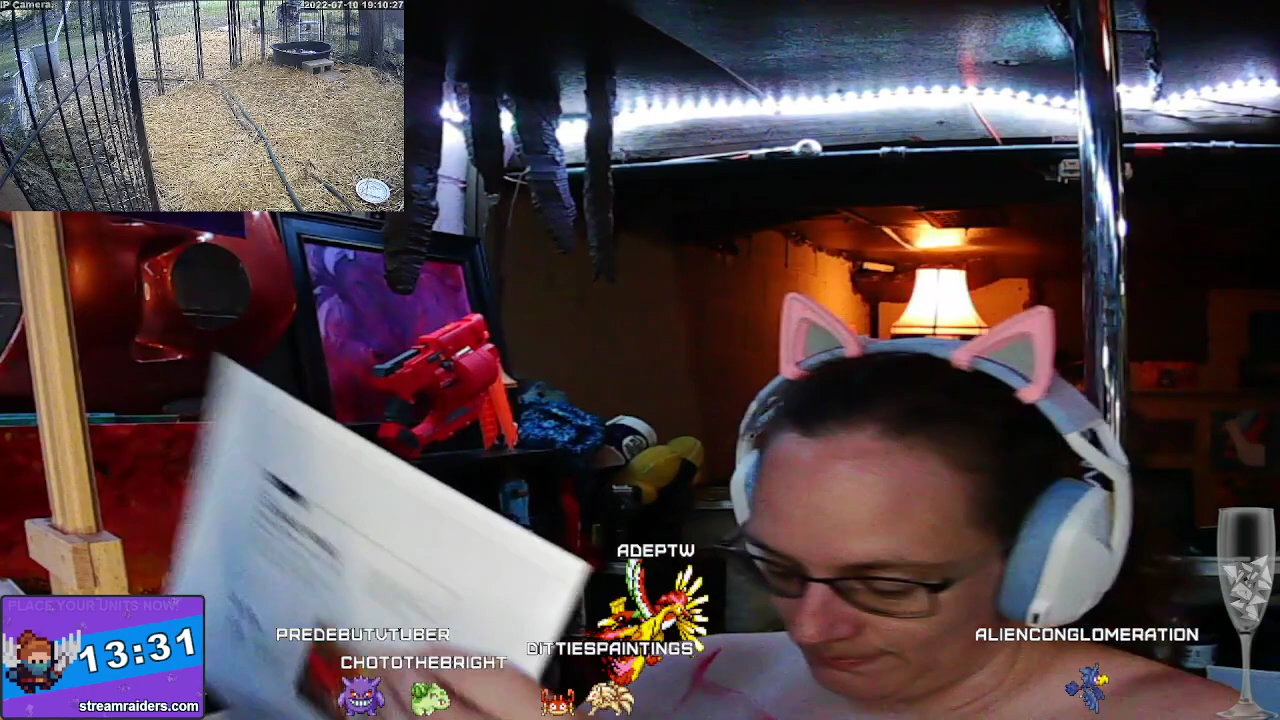 IP Camera
2022-07-10 19:10:27
ADEPTW
PREDEBUTVTUBER
DITTIESPAINTINGS
ALIENCONGLOMERATION
CHOTOTHEBRIGHT
PLACE YOUR UNITS NOW!
13:31
streamraiders.com